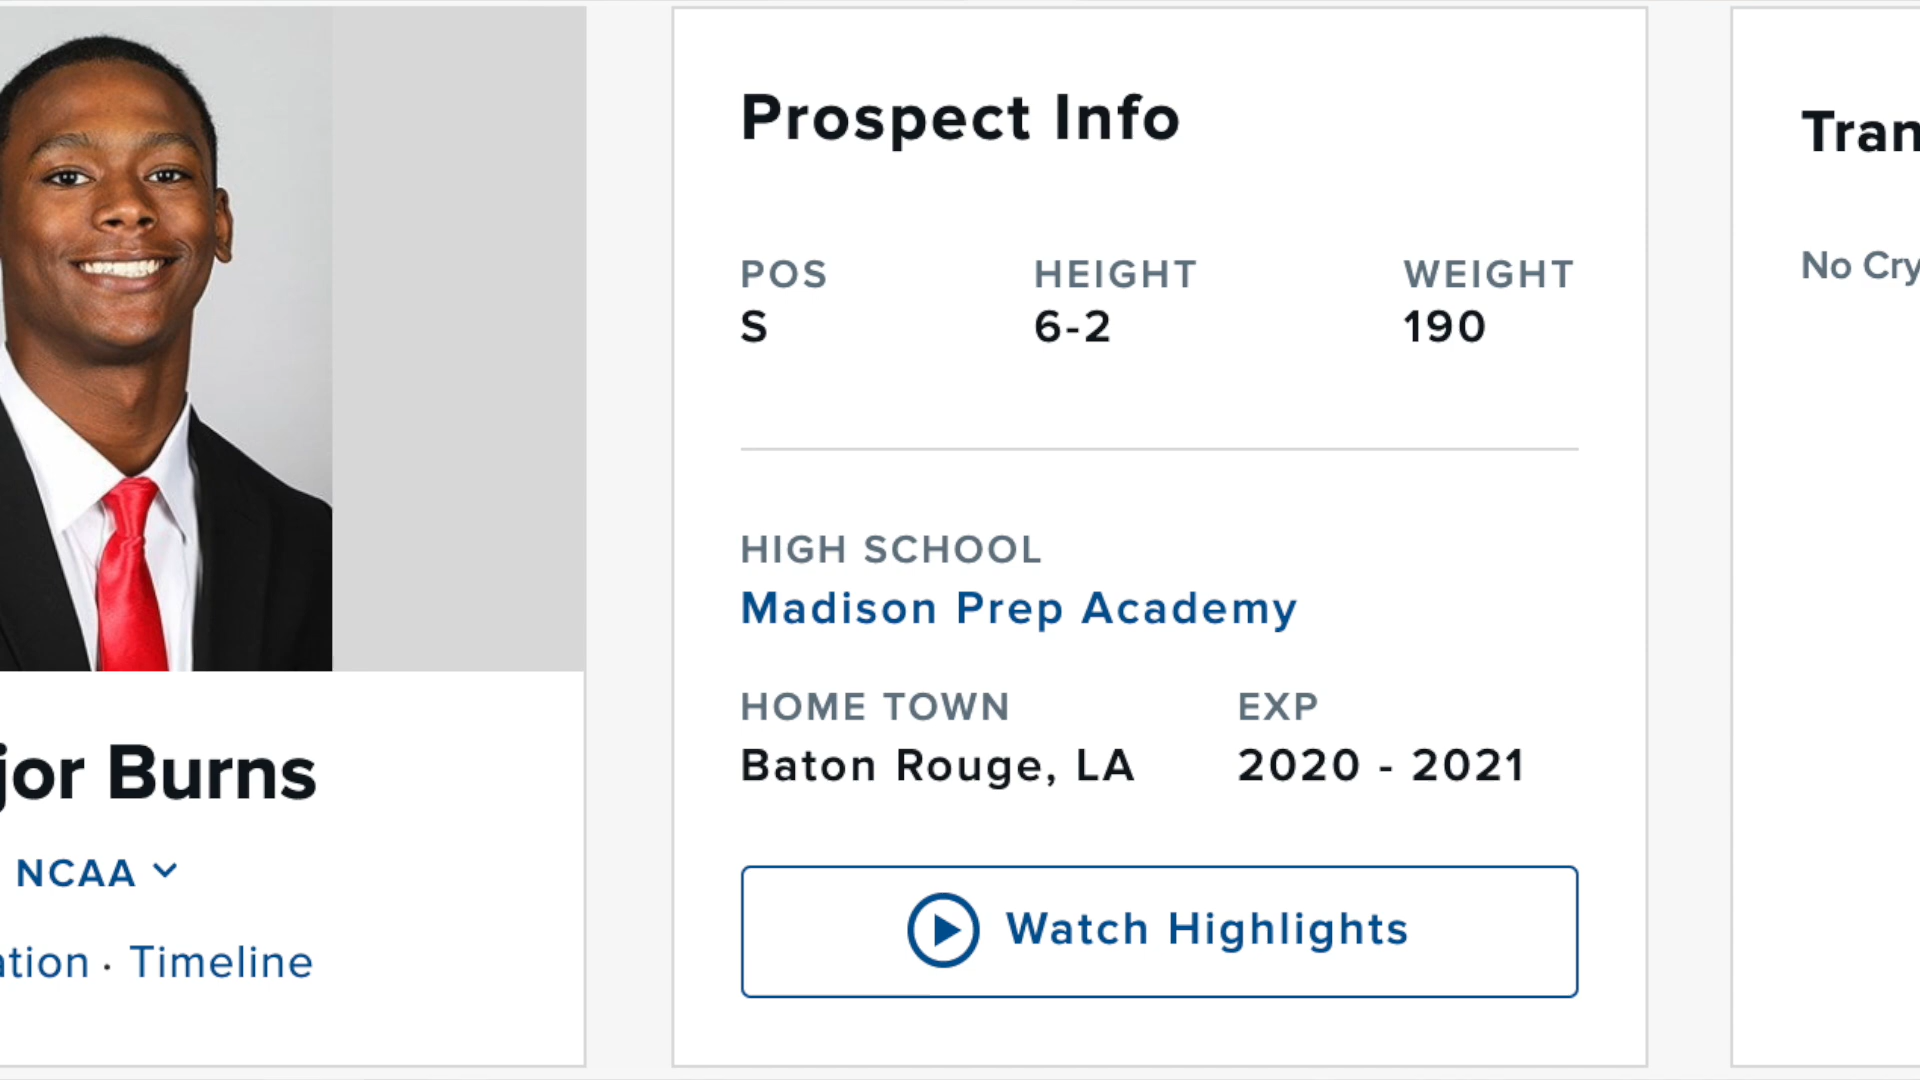 jor Burns
NCAA
ation · Timeline
Prospect Info
POS HEIGHT WEIGHT
S 6-2 190
HIGH SCHOOL
Madison Prep Academy
HOME TOWN EXP
Baton Rouge, LA 2020 - 2021
Watch Highlights
Tran
No Cry